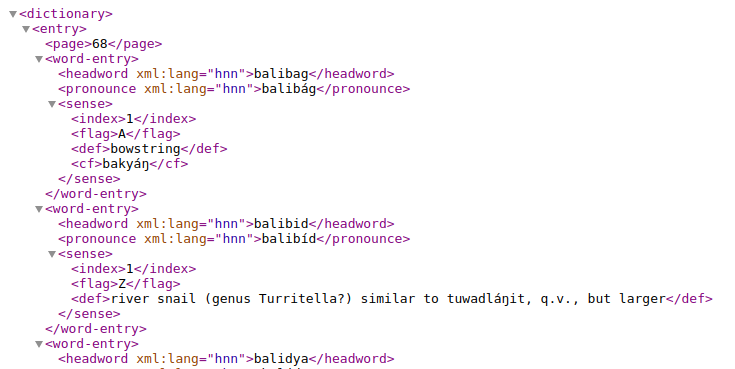 <dictionary>
<entry>
<page>68</page>
<word-entry>
<headword xml:lang="hnn">balibag</headword>
<pronounce xml:lang="hnn">balibág</pronounce>
<sense>
<index>1</index>
<flag>A</flag>
<def>bowstring</def>
<cf>bakyáŋ</cf>
</sense>
</word-entry>
<word-entry>
<headword xml:lang="hnn">balibid</headword>
<pronounce xml:lang="hnn">balibíd</pronounce>
<sense>
<index>1</index>
<flag>Z</flag>
<def>river snail (genus Turritella?) similar to tuwadláŋit, q.v., but larger</def>
</sense>
</word-entry>
<word-entry>
<headword xml:lang="hnn">balidya</headword>